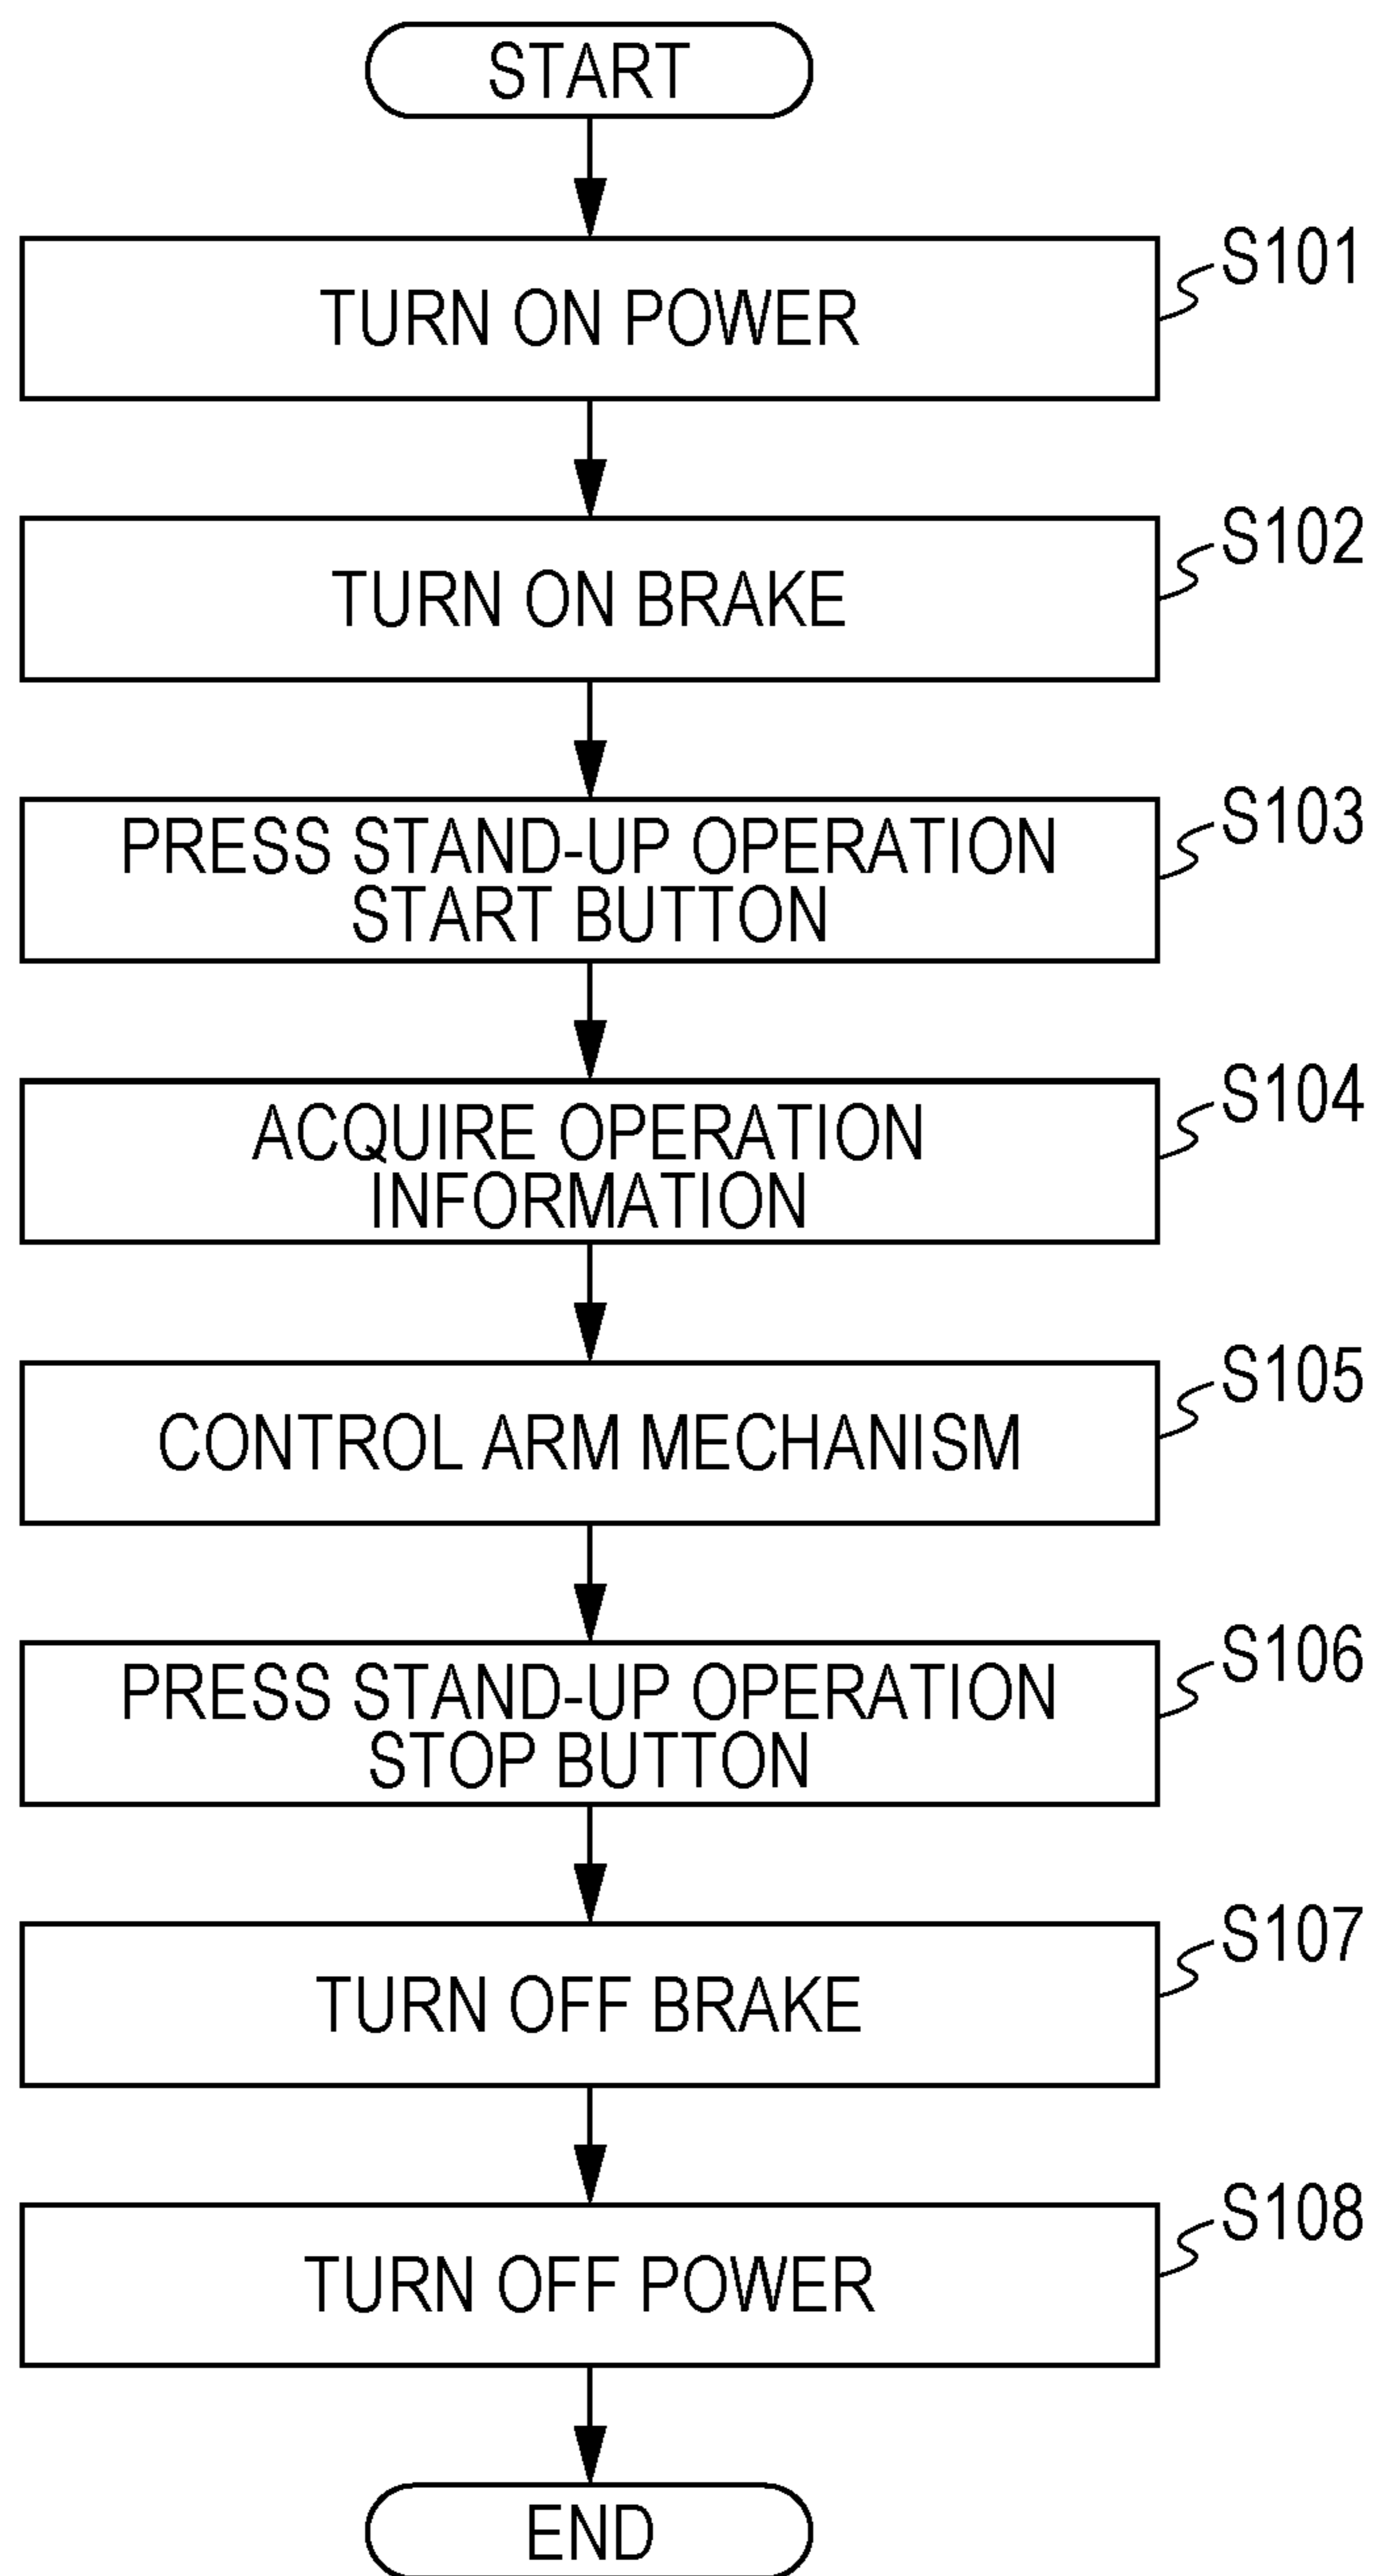 START
TURN ON POWER
S101
TURN ON BRAKE
S102
PRESS STAND-UP OPERATION
START BUTTON
S103
ACQUIRE OPERATION
INFORMATION
S104
CONTROL ARM MECHANISM
S105
PRESS STAND-UP OPERATION
STOP BUTTON
S106
TURN OFF BRAKE
S107
TURN OFF POWER
S108
END